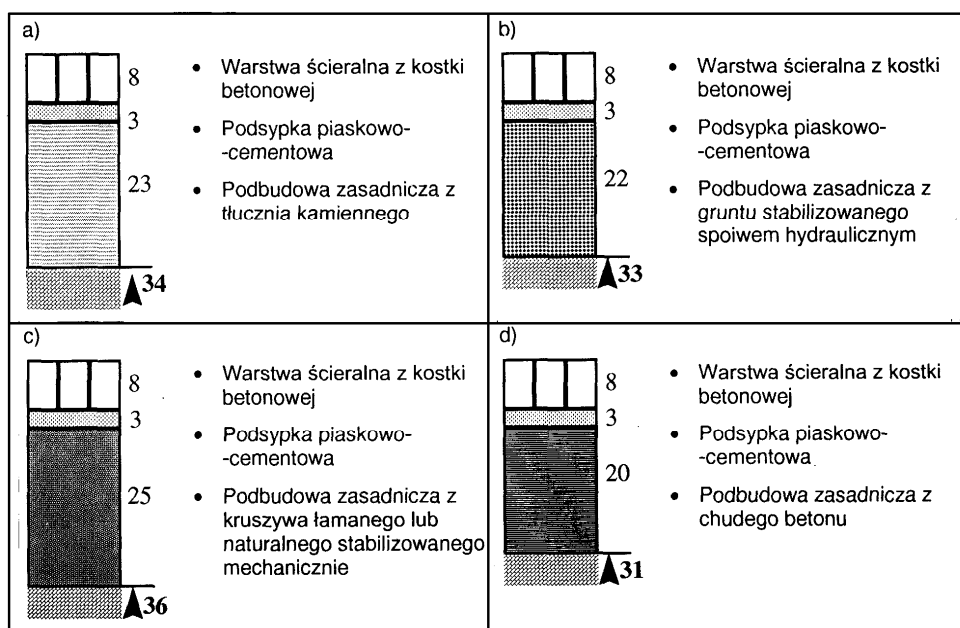 a)
8
3
23
34
• Warstwa ścieralna z kostki
betonowej
• Podsypka piaskowo-
-cementowa
• Podbudowa zasadnicza z
tłucznia kamiennego
b)
8
3
22
33
• Warstwa ścieralna z kostki
betonowej
• Podsypka piaskowo-
-cementowa
• Podbudowa zasadnicza z
gruntu stabilizowanego
spoiwem hydraulicznym
c)
8
3
25
36
• Warstwa ścieralna z kostki
betonowej
• Podsypka piaskowo-
-cementowa
• Podbudowa zasadnicza z
kruszywa łamanego lub
naturalnego stabilizowanego
mechanicznie
d)
8
3
20
31
• Warstwa ścieralna z kostki
betonowej
• Podsypka piaskowo-
-cementowa
• Podbudowa zasadnicza z
chudego betonu